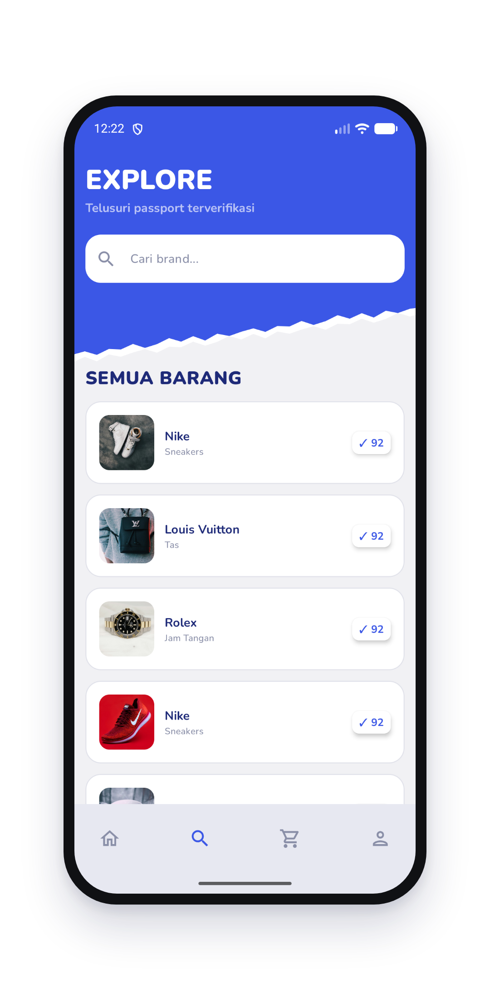 12:22
EXPLORE
Telusuri passport terverifikasi
Cari brand...
SEMUA BARANG
Nike
Sneakers
✓ 92
Louis Vuitton
Tas
✓ 92
Rolex
Jam Tangan
✓ 92
Nike
Sneakers
✓ 92